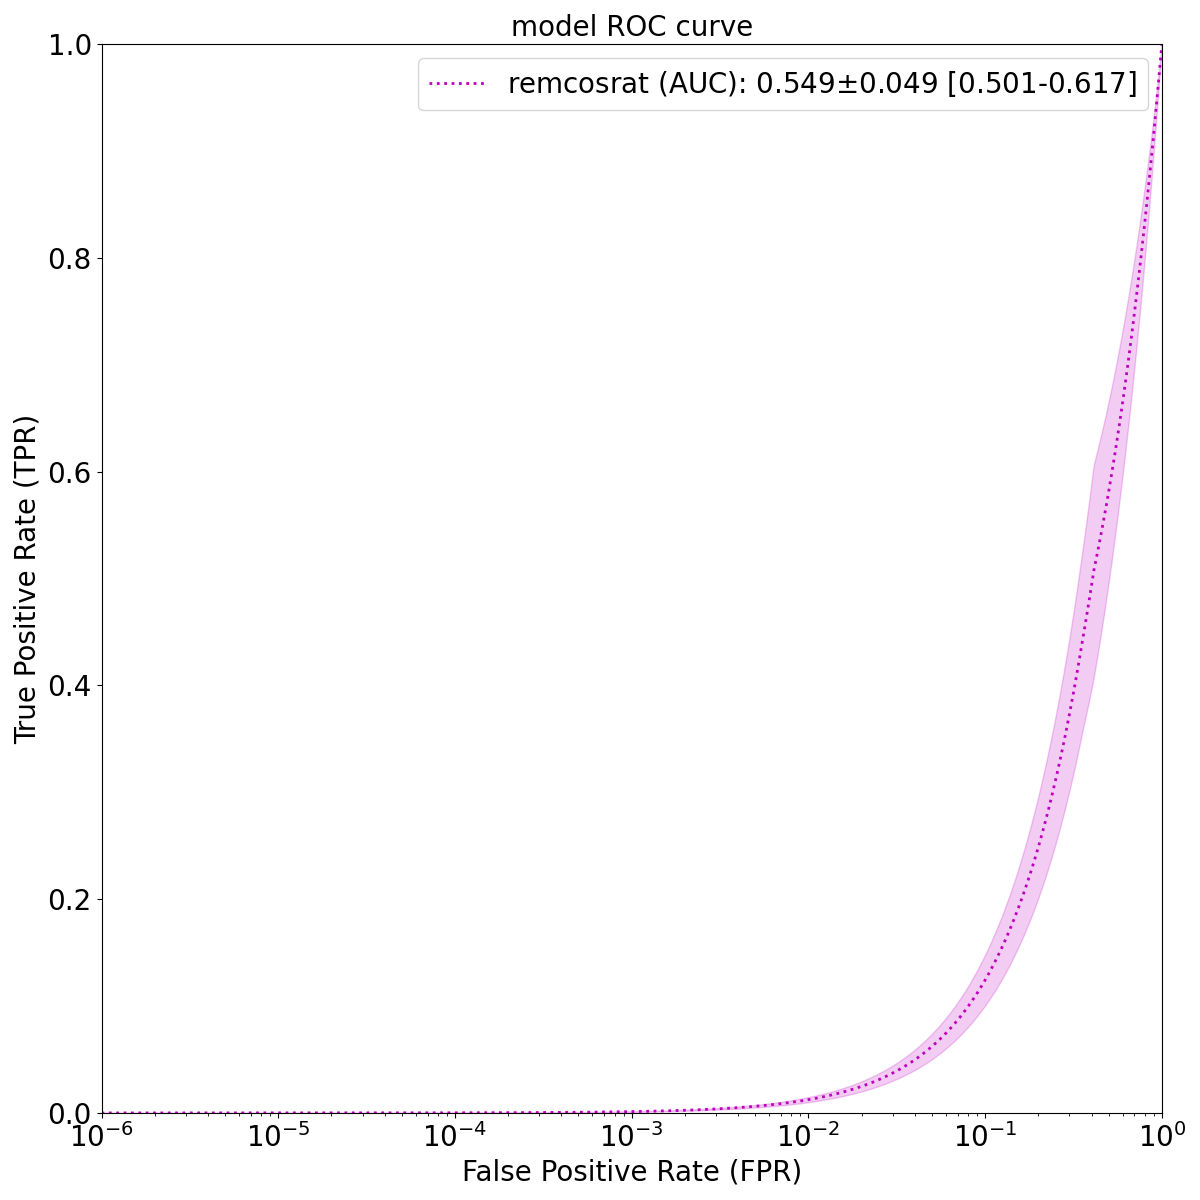 model ROC curve
remcosrat (AUC): 0.549±0.049 [0.501-0.617]
1.0
0.8
0.6
0.4
0.2
0.0
True Positive Rate (TPR)
10⁻⁶ 10⁻⁵ 10⁻⁴ 10⁻³ 10⁻² 10⁻¹ 10⁰
False Positive Rate (FPR)